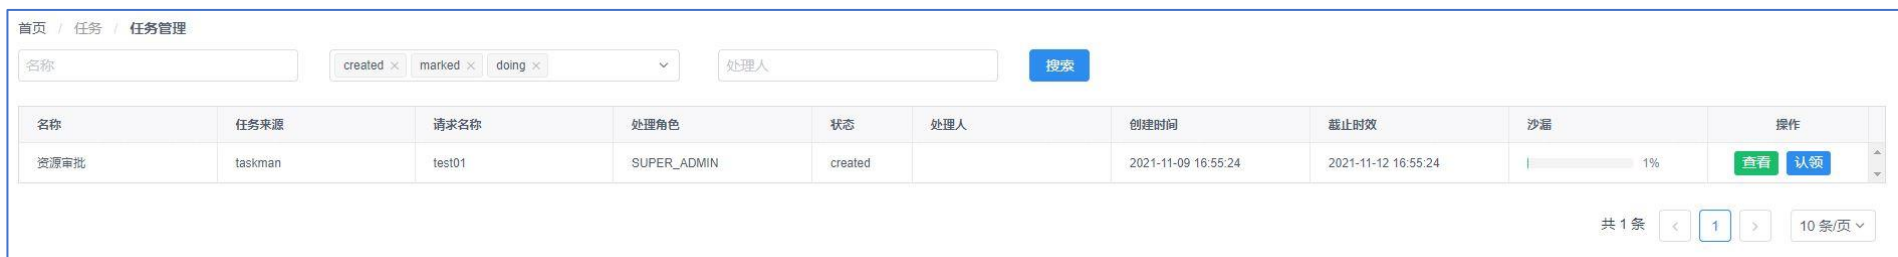 首页 / 任务 / 任务管理
名称 created × marked × doing × 处理人 搜索
名称 任务来源 请求名称 处理角色 状态 处理人 创建时间 截止时效 沙漏 操作
资源审批 taskman test01 SUPER_ADMIN created 2021-11-09 16:55:24 2021-11-12 16:55:24 1% 查看 认领
共 1 条 < 1 > 10 条/页